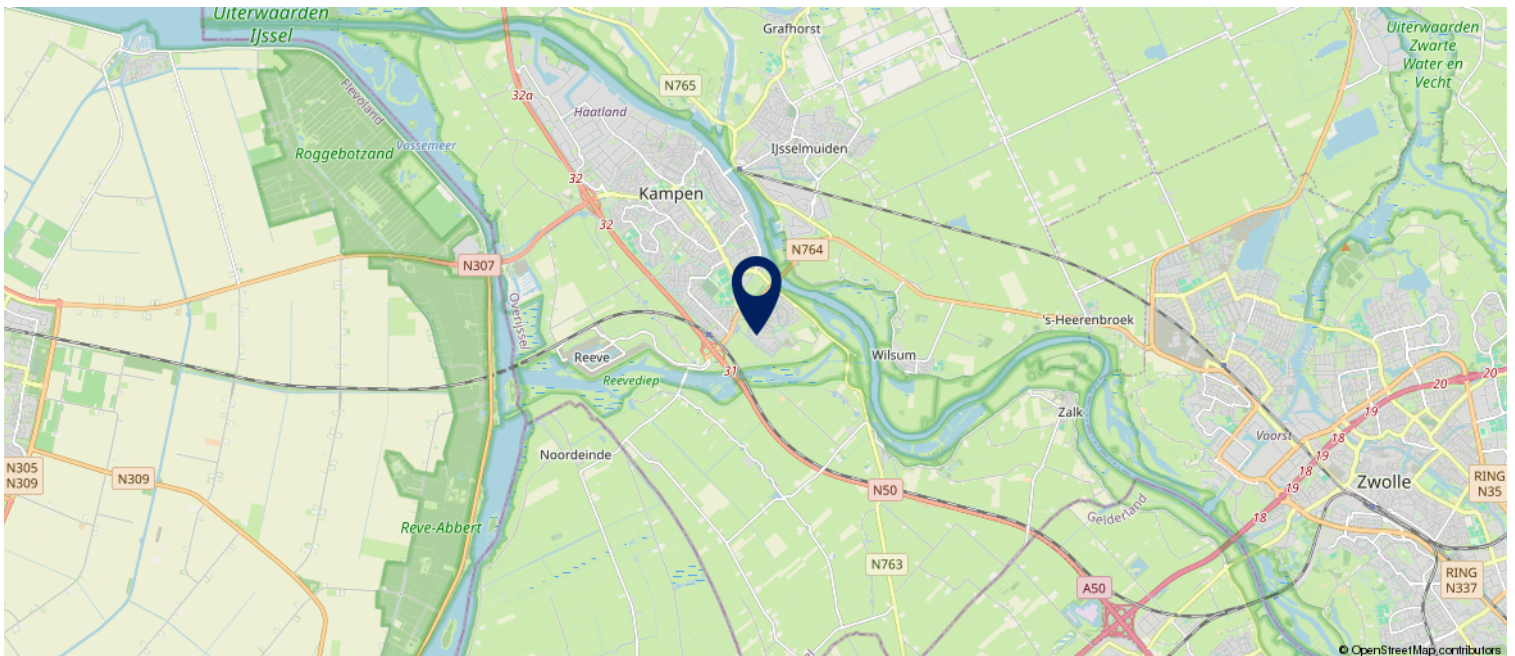 Uiterwaarden
IJssel
Grafhorst
Uiterwaarden
Zwarte
Water en
Vecht
N765
Flevoland
32a
Haatland
Vossemeer
Roggebotzand
IJsselmuiden
32
Kampen
32
N764
N307
Overijssel
's-Heerenbroek
Wilsum
Reeve
31
Reevediep
20
20
19
Zalk
Voorst
18
19
18
19
Noordeinde
N305
N309
N309
N50
Zwolle
RING
N35
Gelderland
18
Reve-Abbert
N763
A50
RING
N337
© OpenStreetMap contributors